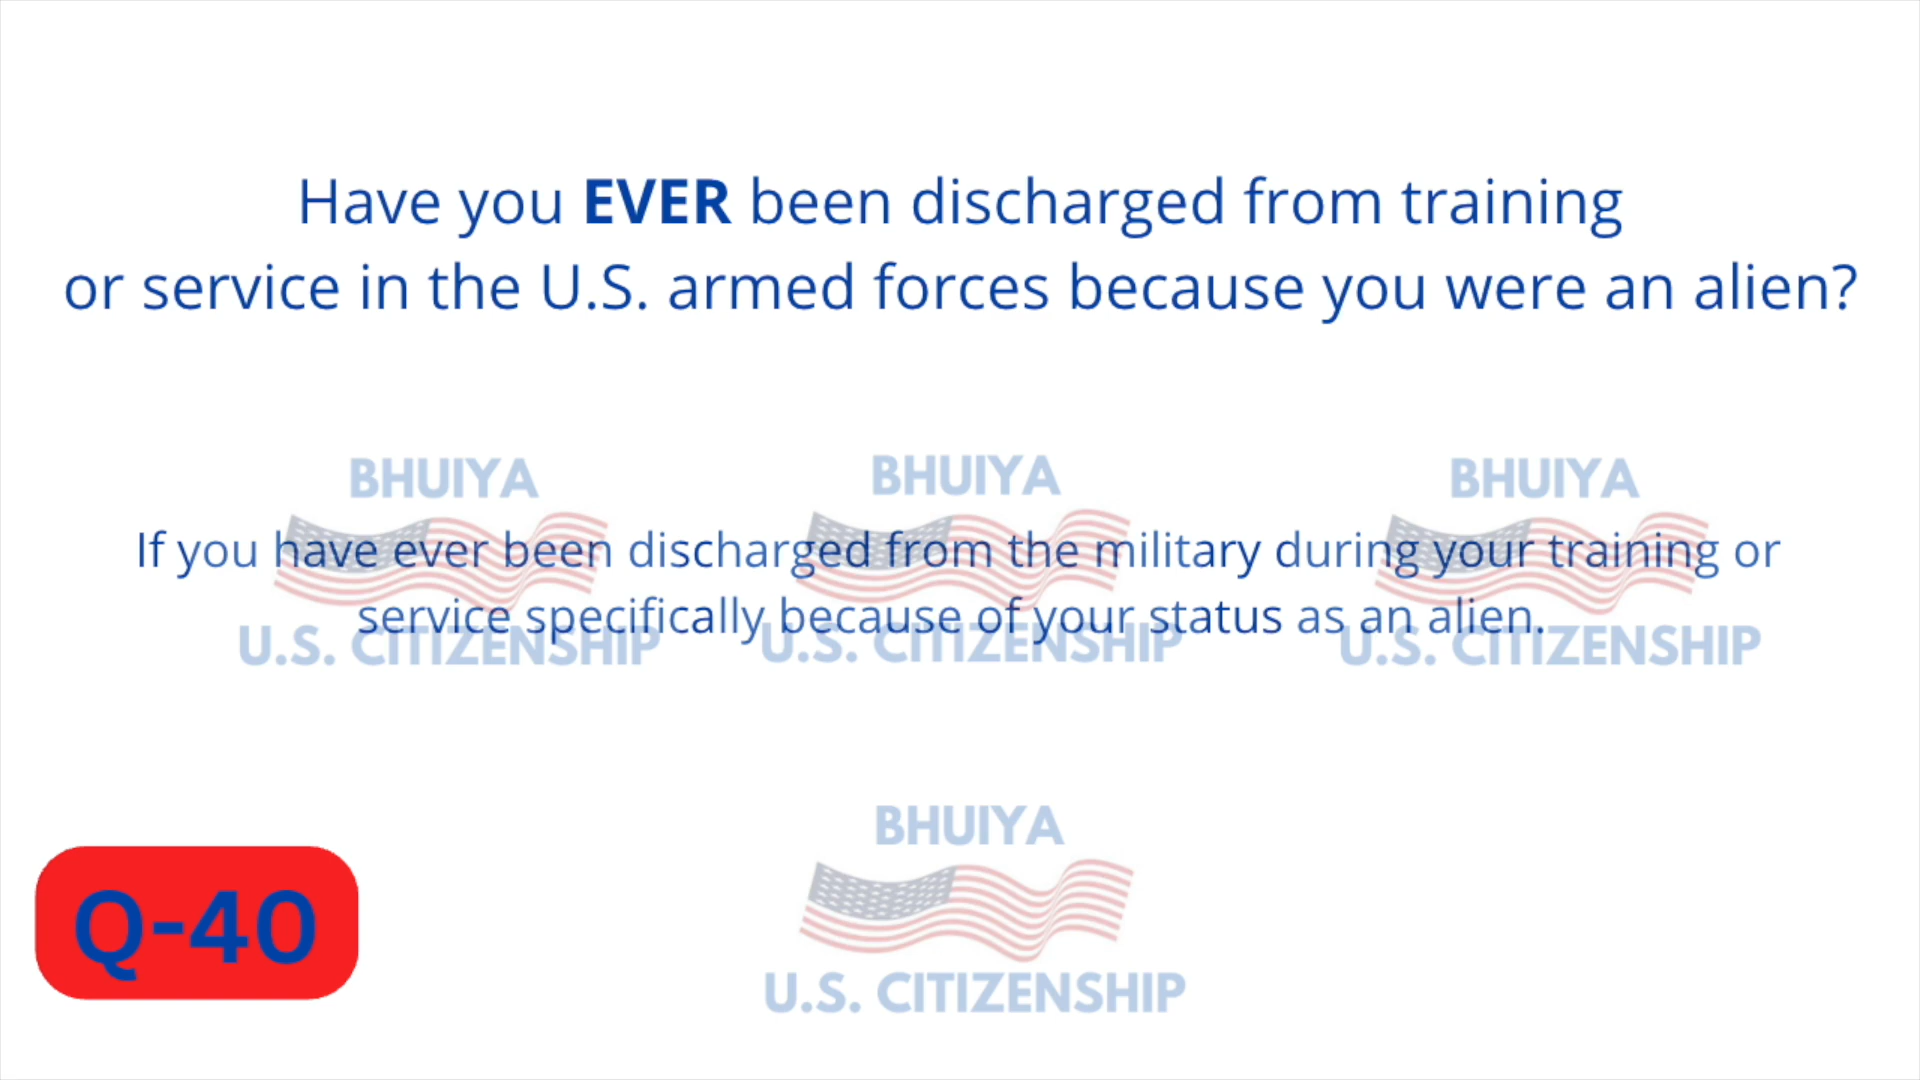 Have you EVER been discharged from training
or service in the U.S. armed forces because you were an alien?
BHUIYA
BHUIYA
BHUIYA
If you have ever been discharged from the military during your training or
service specifically because of your status as an alien.
U.S. CITIZENSHIP
U.S. CITIZENSHIP
U.S. CITIZENSHIP
BHUIYA
Q-40
U.S. CITIZENSHIP